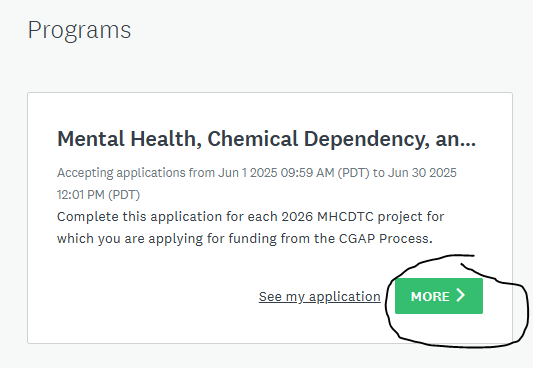 Programs
Mental Health, Chemical Dependency, an...
Accepting applications from Jun 1 2025 09:59 AM (PDT) to Jun 30 2025
12:01 PM (PDT)
Complete this application for each 2026 MHCDTC project for
which you are applying for funding from the CGAP Process.
See my application
MORE